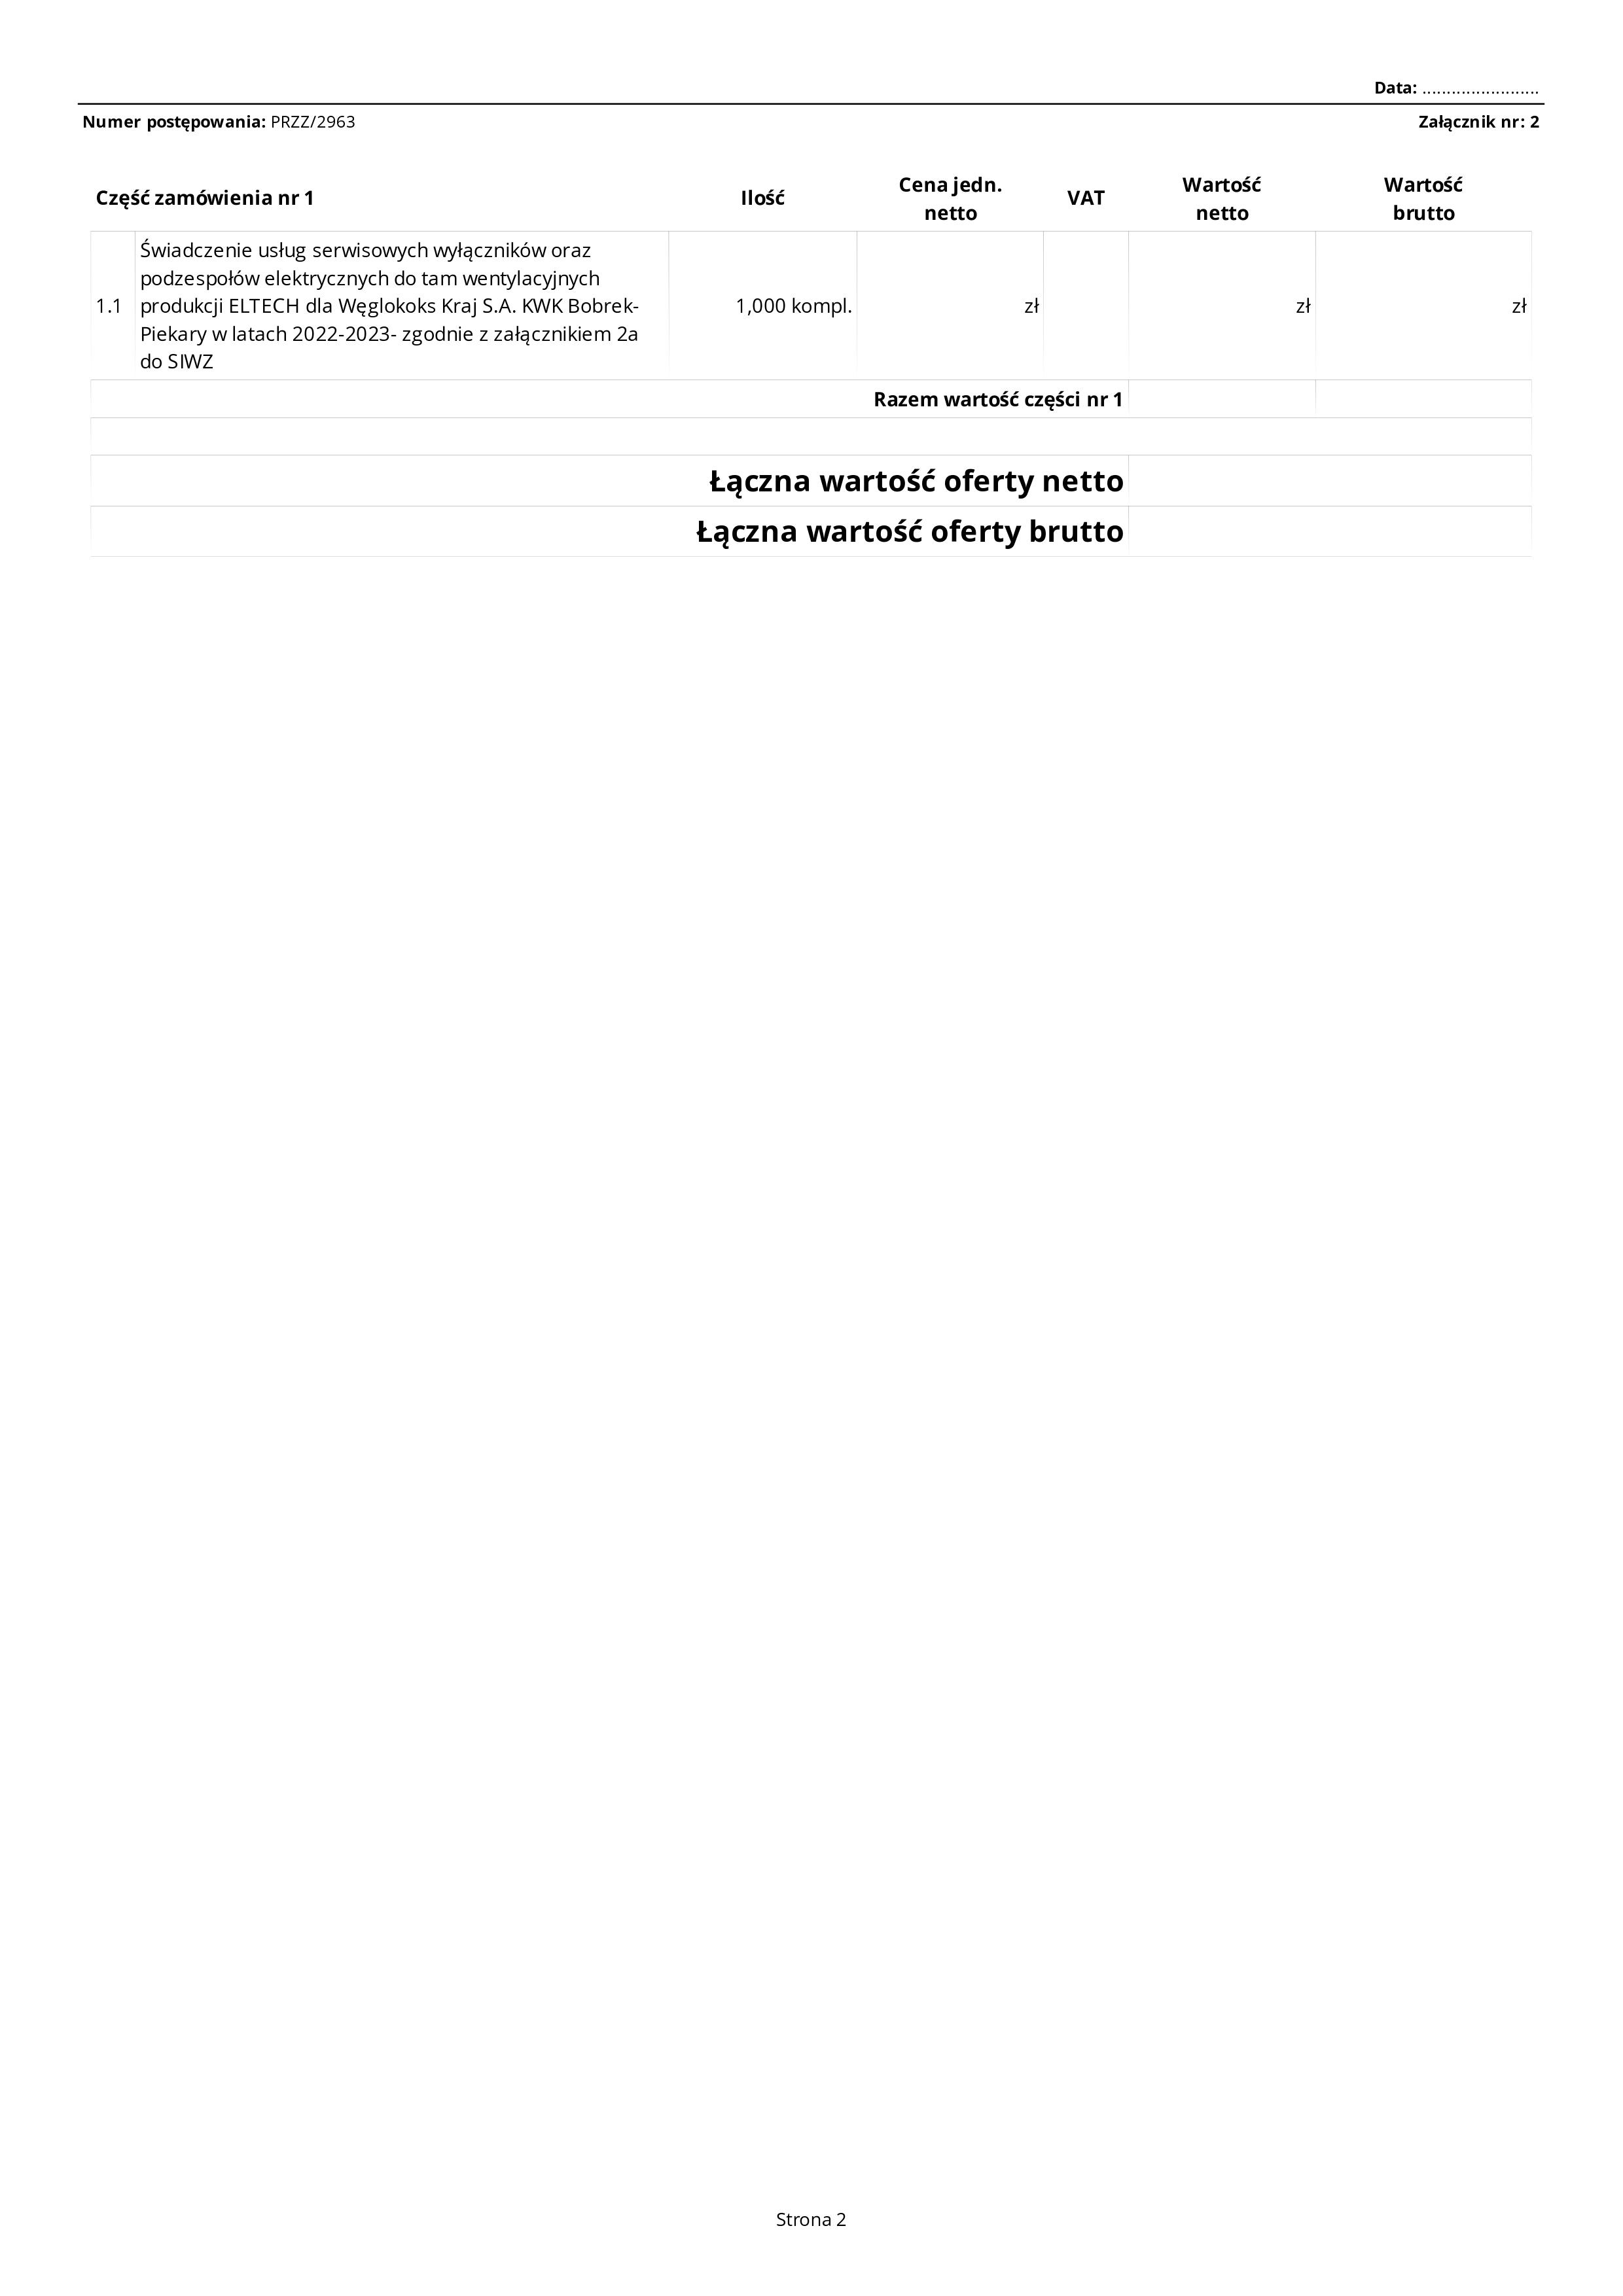 Data: ........................
Numer postępowania: PRZZ/2963 Załącznik nr: 2
Część zamówienia nr 1 Ilość Cena jedn. netto VAT Wartość netto Wartość brutto
Świadczenie usług serwisowych wyłączników oraz
podzespołów elektrycznych do tam wentylacyjnych
1.1 produkcji ELTECH dla Węglokoks Kraj S.A. KWK Bobrek- 1,000 kompl. zł zł zł
Piekary w latach 2022-2023- zgodnie z załącznikiem 2a
do SIWZ
Razem wartość części nr 1
Łączna wartość oferty netto
Łączna wartość oferty brutto
Strona 2